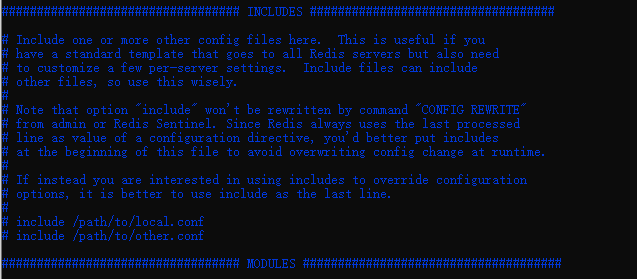 ################################## INCLUDES ###################################
# Include one or more other config files here.  This is useful if you
# have a standard template that goes to all Redis servers but also need
# to customize a few per-server settings.  Include files can include
# other files, so use this wisely.
#
# Note that option "include" won't be rewritten by command "CONFIG REWRITE"
# from admin or Redis Sentinel. Since Redis always uses the last processed
# line as value of a configuration directive, you'd better put includes
# at the beginning of this file to avoid overwriting config change at runtime.
#
# If instead you are interested in using includes to override configuration
# options, it is better to use include as the last line.
#
# include /path/to/local.conf
# include /path/to/other.conf
################################## MODULES #####################################